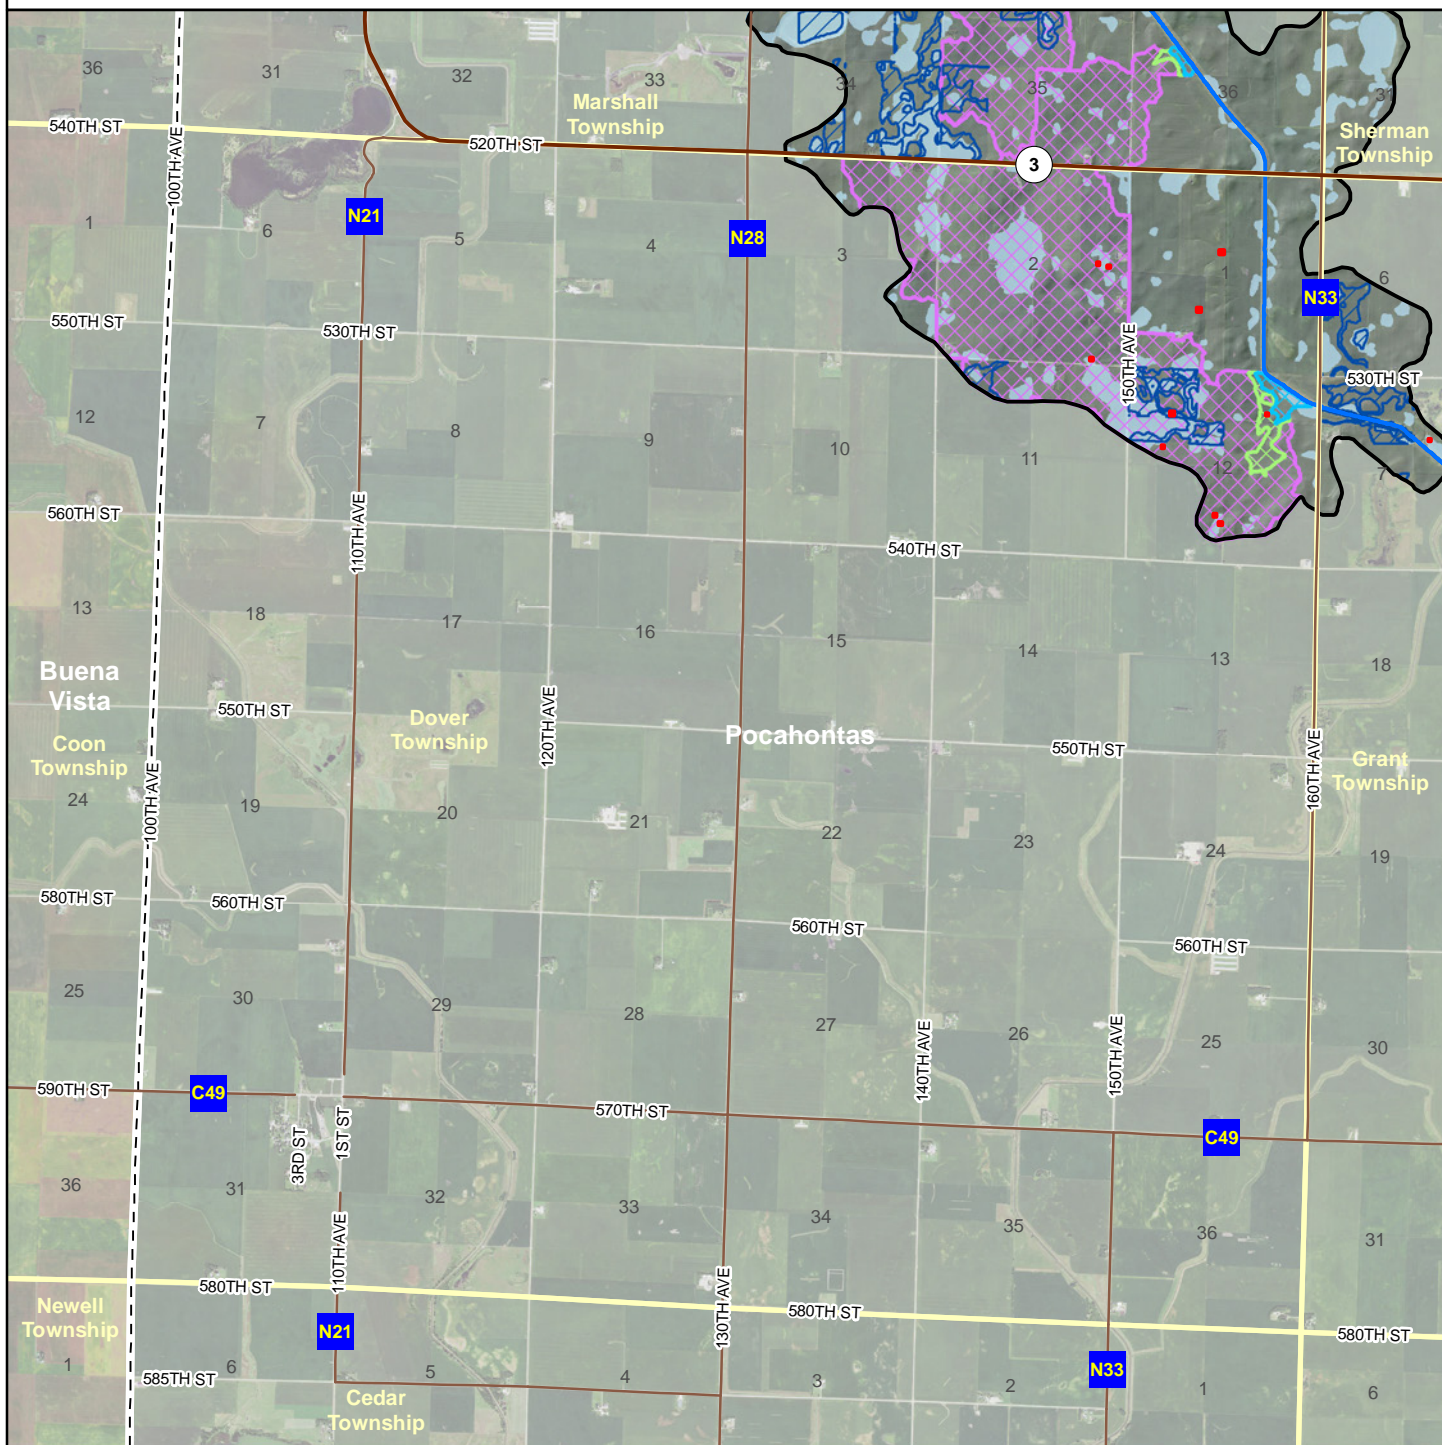 36
31
32
33
34
35
36
31
Marshall
Township
Sherman
Township
540TH ST
100TH AVE
520TH ST
3
1
N21
6
5
4
N28
3
2
1
N33
6
550TH ST
530TH ST
150TH AVE
530TH ST
12
7
8
9
10
11
12
7
560TH ST
110TH AVE
540TH ST
13
18
17
16
15
14
13
18
Buena
Vista
550TH ST
Dover
Township
120TH AVE
Pocahontas
550TH ST
160TH AVE
Coon
Township
Grant
Township
24
100TH AVE
19
20
21
22
23
24
19
580TH ST
560TH ST
560TH ST
560TH ST
25
30
29
28
27
26
25
30
140TH AVE
150TH AVE
590TH ST
C49
570TH ST
C49
3RD ST
1ST ST
36
31
32
33
34
35
36
31
110TH AVE
580TH ST
580TH ST
580TH ST
130TH AVE
Newell
Township
N21
N33
1
6
5
4
3
2
1
6
585TH ST
Cedar
Township